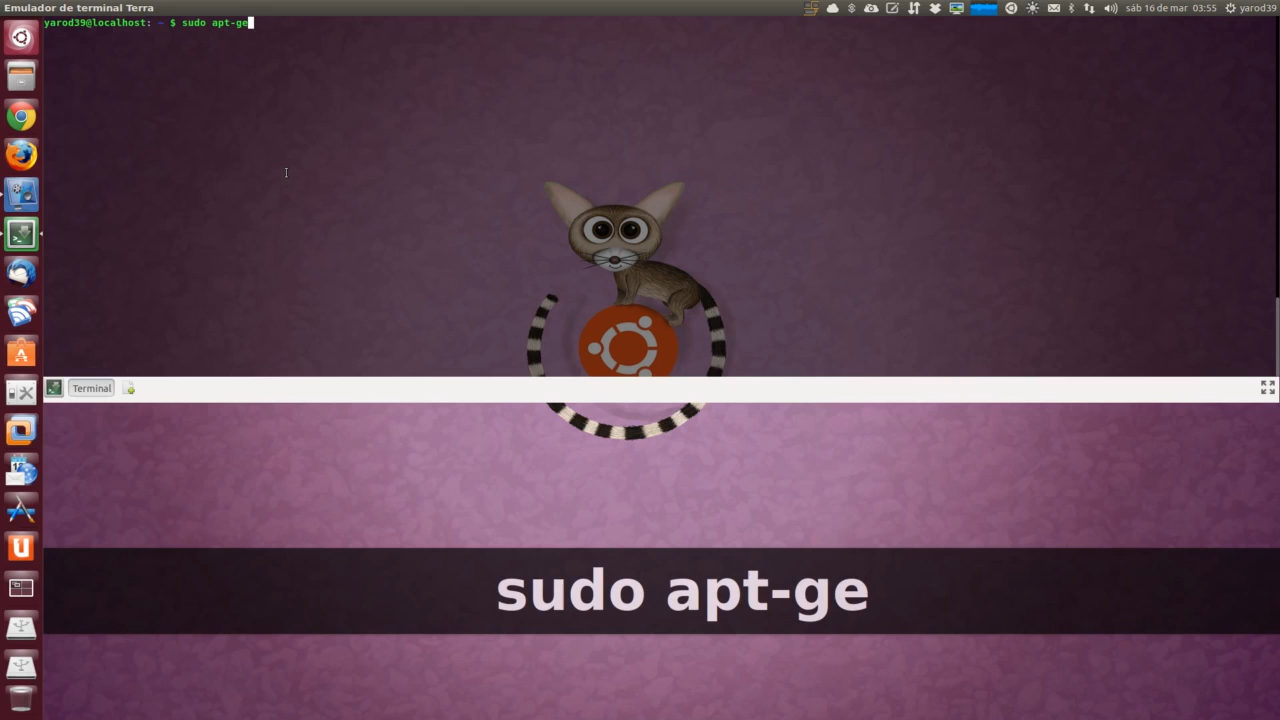 Emulador de terminal Terra
sáb 16 de mar 03:55 yarod39
yarod39@localhost: ~ $ sudo apt-ge
Terminal
sudo apt-ge